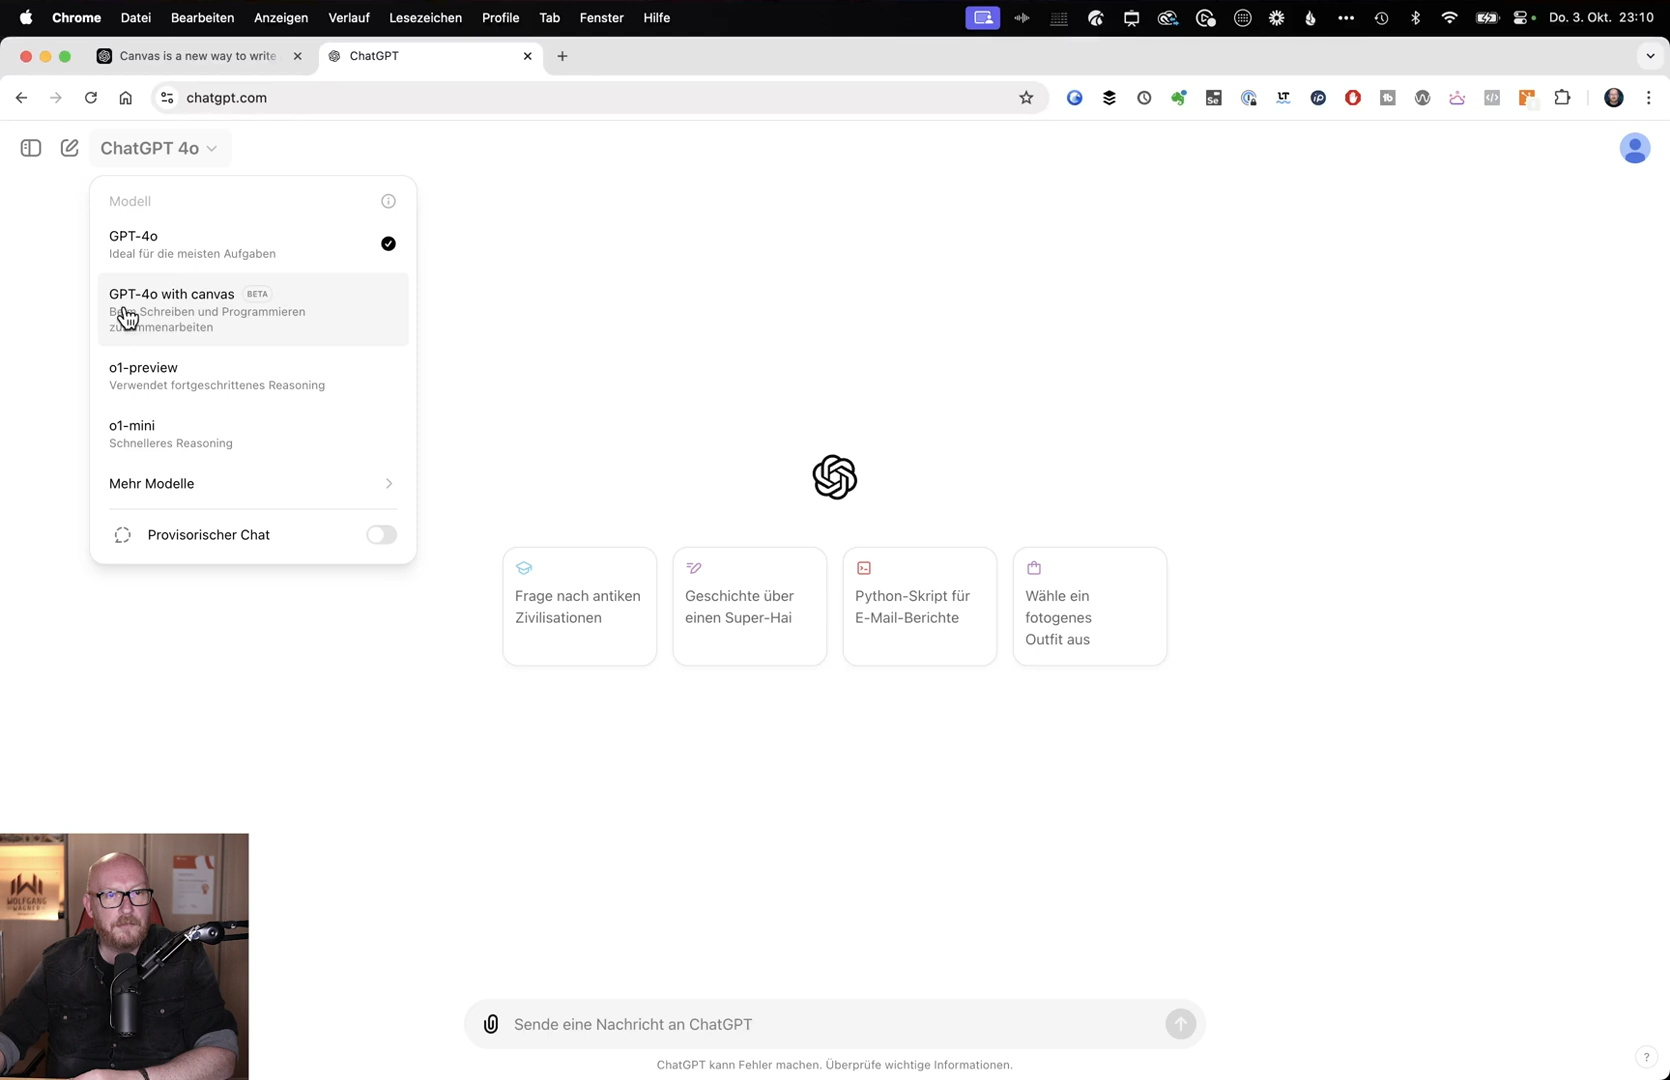 Chrome Datei Bearbeiten Anzeigen Verlauf Lesezeichen Profile Tab Fenster Hilfe Do. 3. Okt. 23:10
Canvas is a new way to write
ChatGPT
chatgpt.com
ChatGPT 4o
Modell
GPT-4o
Ideal für die meisten Aufgaben
GPT-4o with canvas BETA
Beim Schreiben und Programmieren
zusammenarbeiten
o1-preview
Verwendet fortgeschrittenes Reasoning
o1-mini
Schnelleres Reasoning
Mehr Modelle
Provisorischer Chat
Frage nach antiken
Zivilisationen
Geschichte über
einen Super-Hai
Python-Skript für
E-Mail-Berichte
Wähle ein
fotogenes
Outfit aus
WOLFGANG
WAGNER
Sende eine Nachricht an ChatGPT
ChatGPT kann Fehler machen. Überprüfe wichtige Informationen.
?